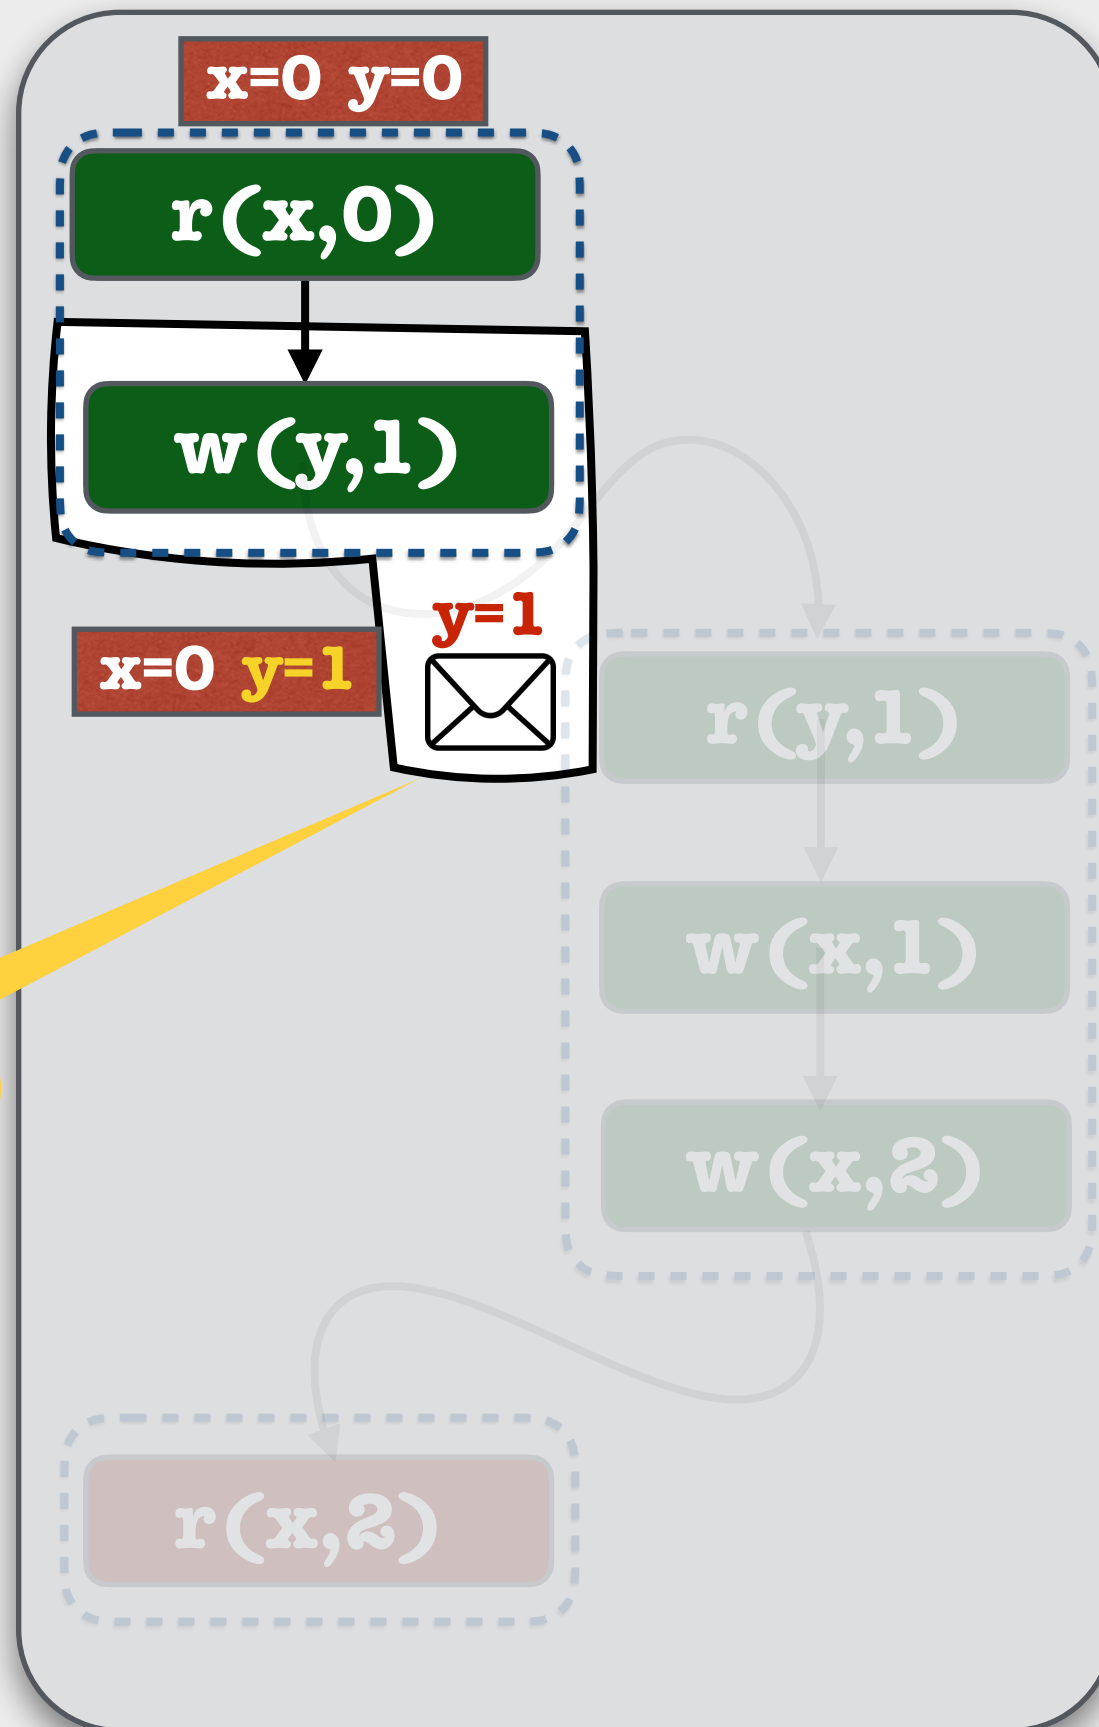 x=0 y=0
r(x,0)
w(y,1)
y=1
x=0 y=1
r(y,1)
w(x,1)
w(x,2)
r(x,2)